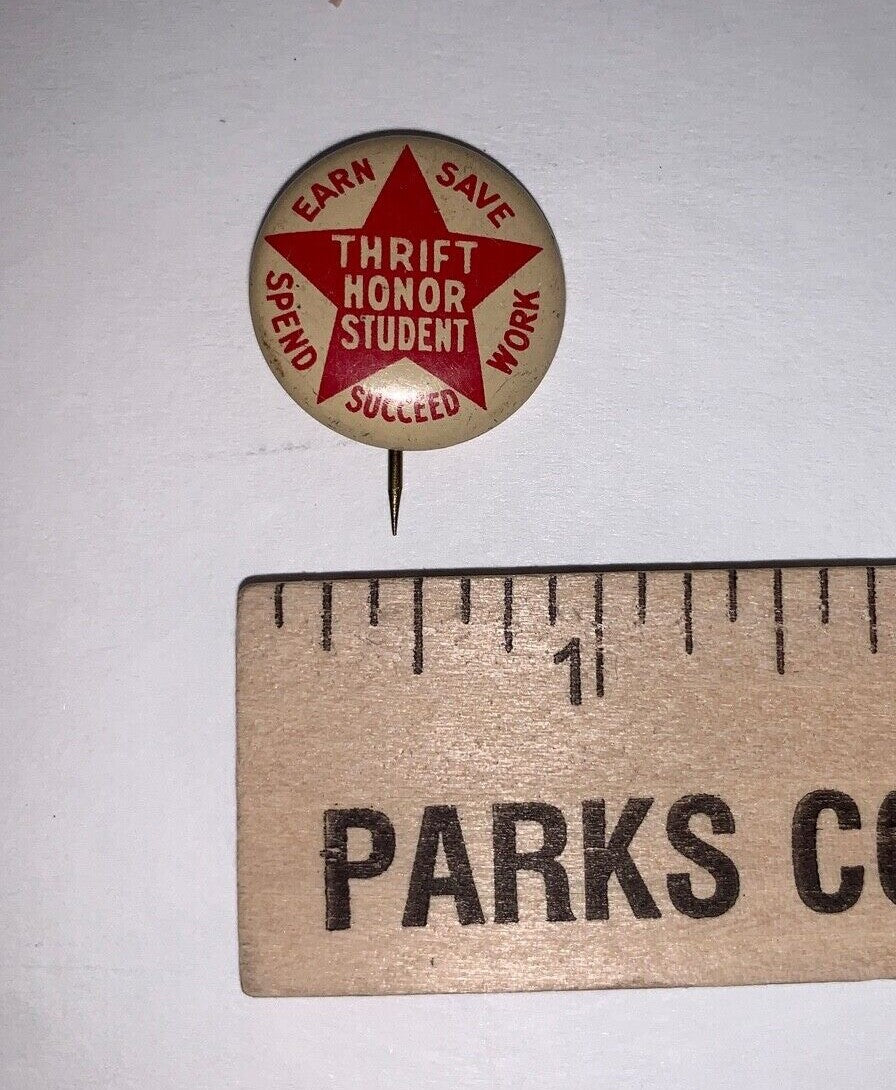 EARN
SAVE
THRIFT
HONOR
STUDENT
SPEND
WORK
SUCCEED
1
PARKS